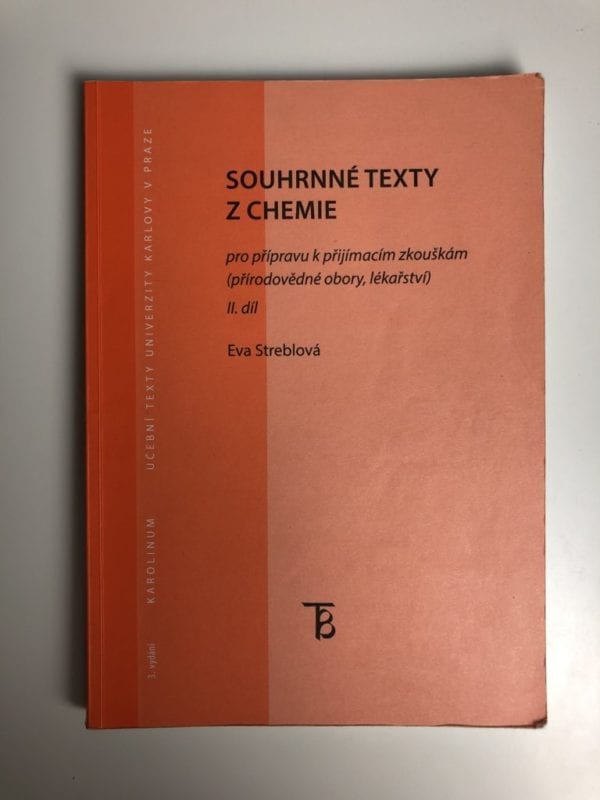 SOUHRNNÉ TEXTY
Z CHEMIE
pro přípravu k přijímacím zkouškám
(přírodovědné obory, lékařství)
II. díl
Eva Streblová
UČEBNÍ TEXTY UNIVERZITY KARLOVY V PRAZE
KAROLINUM
3. vydání